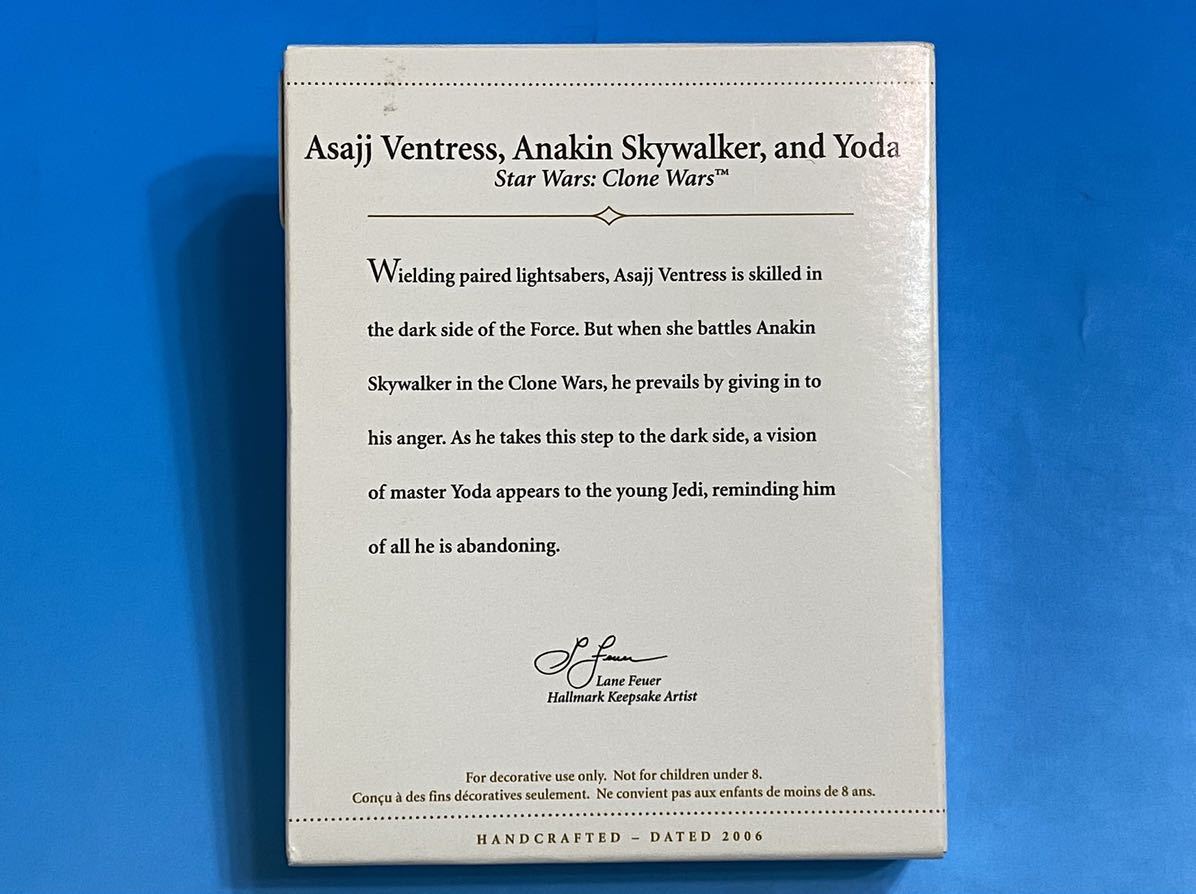 Asajj Ventress, Anakin Skywalker, and Yoda
Star Wars: Clone Wars™
Wielding paired lightsabers, Asajj Ventress is skilled in
the dark side of the Force. But when she battles Anakin
Skywalker in the Clone Wars, he prevails by giving in to
his anger. As he takes this step to the dark side, a vision
of master Yoda appears to the young Jedi, reminding him
of all he is abandoning.
L Feuer
Lane Feuer
Hallmark Keepsake Artist
For decorative use only. Not for children under 8.
Conçu à des fins décoratives seulement. Ne convient pas aux enfants de moins de 8 ans.
HANDCRAFTED – DATED 2006